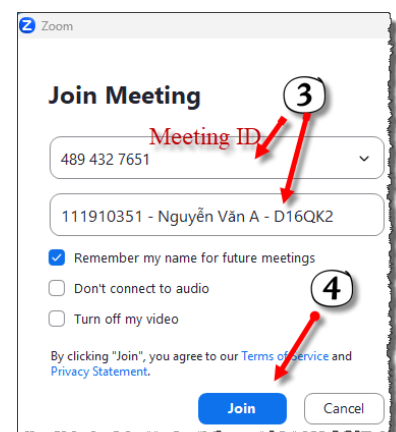 Zoom
Join Meeting
3
Meeting ID
489 432 7651
111910351 - Nguyễn Văn A - D16QK2
Remember my name for future meetings
Don't connect to audio
4
Turn off my video
By clicking "Join", you agree to our Terms of Service and
Privacy Statement.
Join Cancel